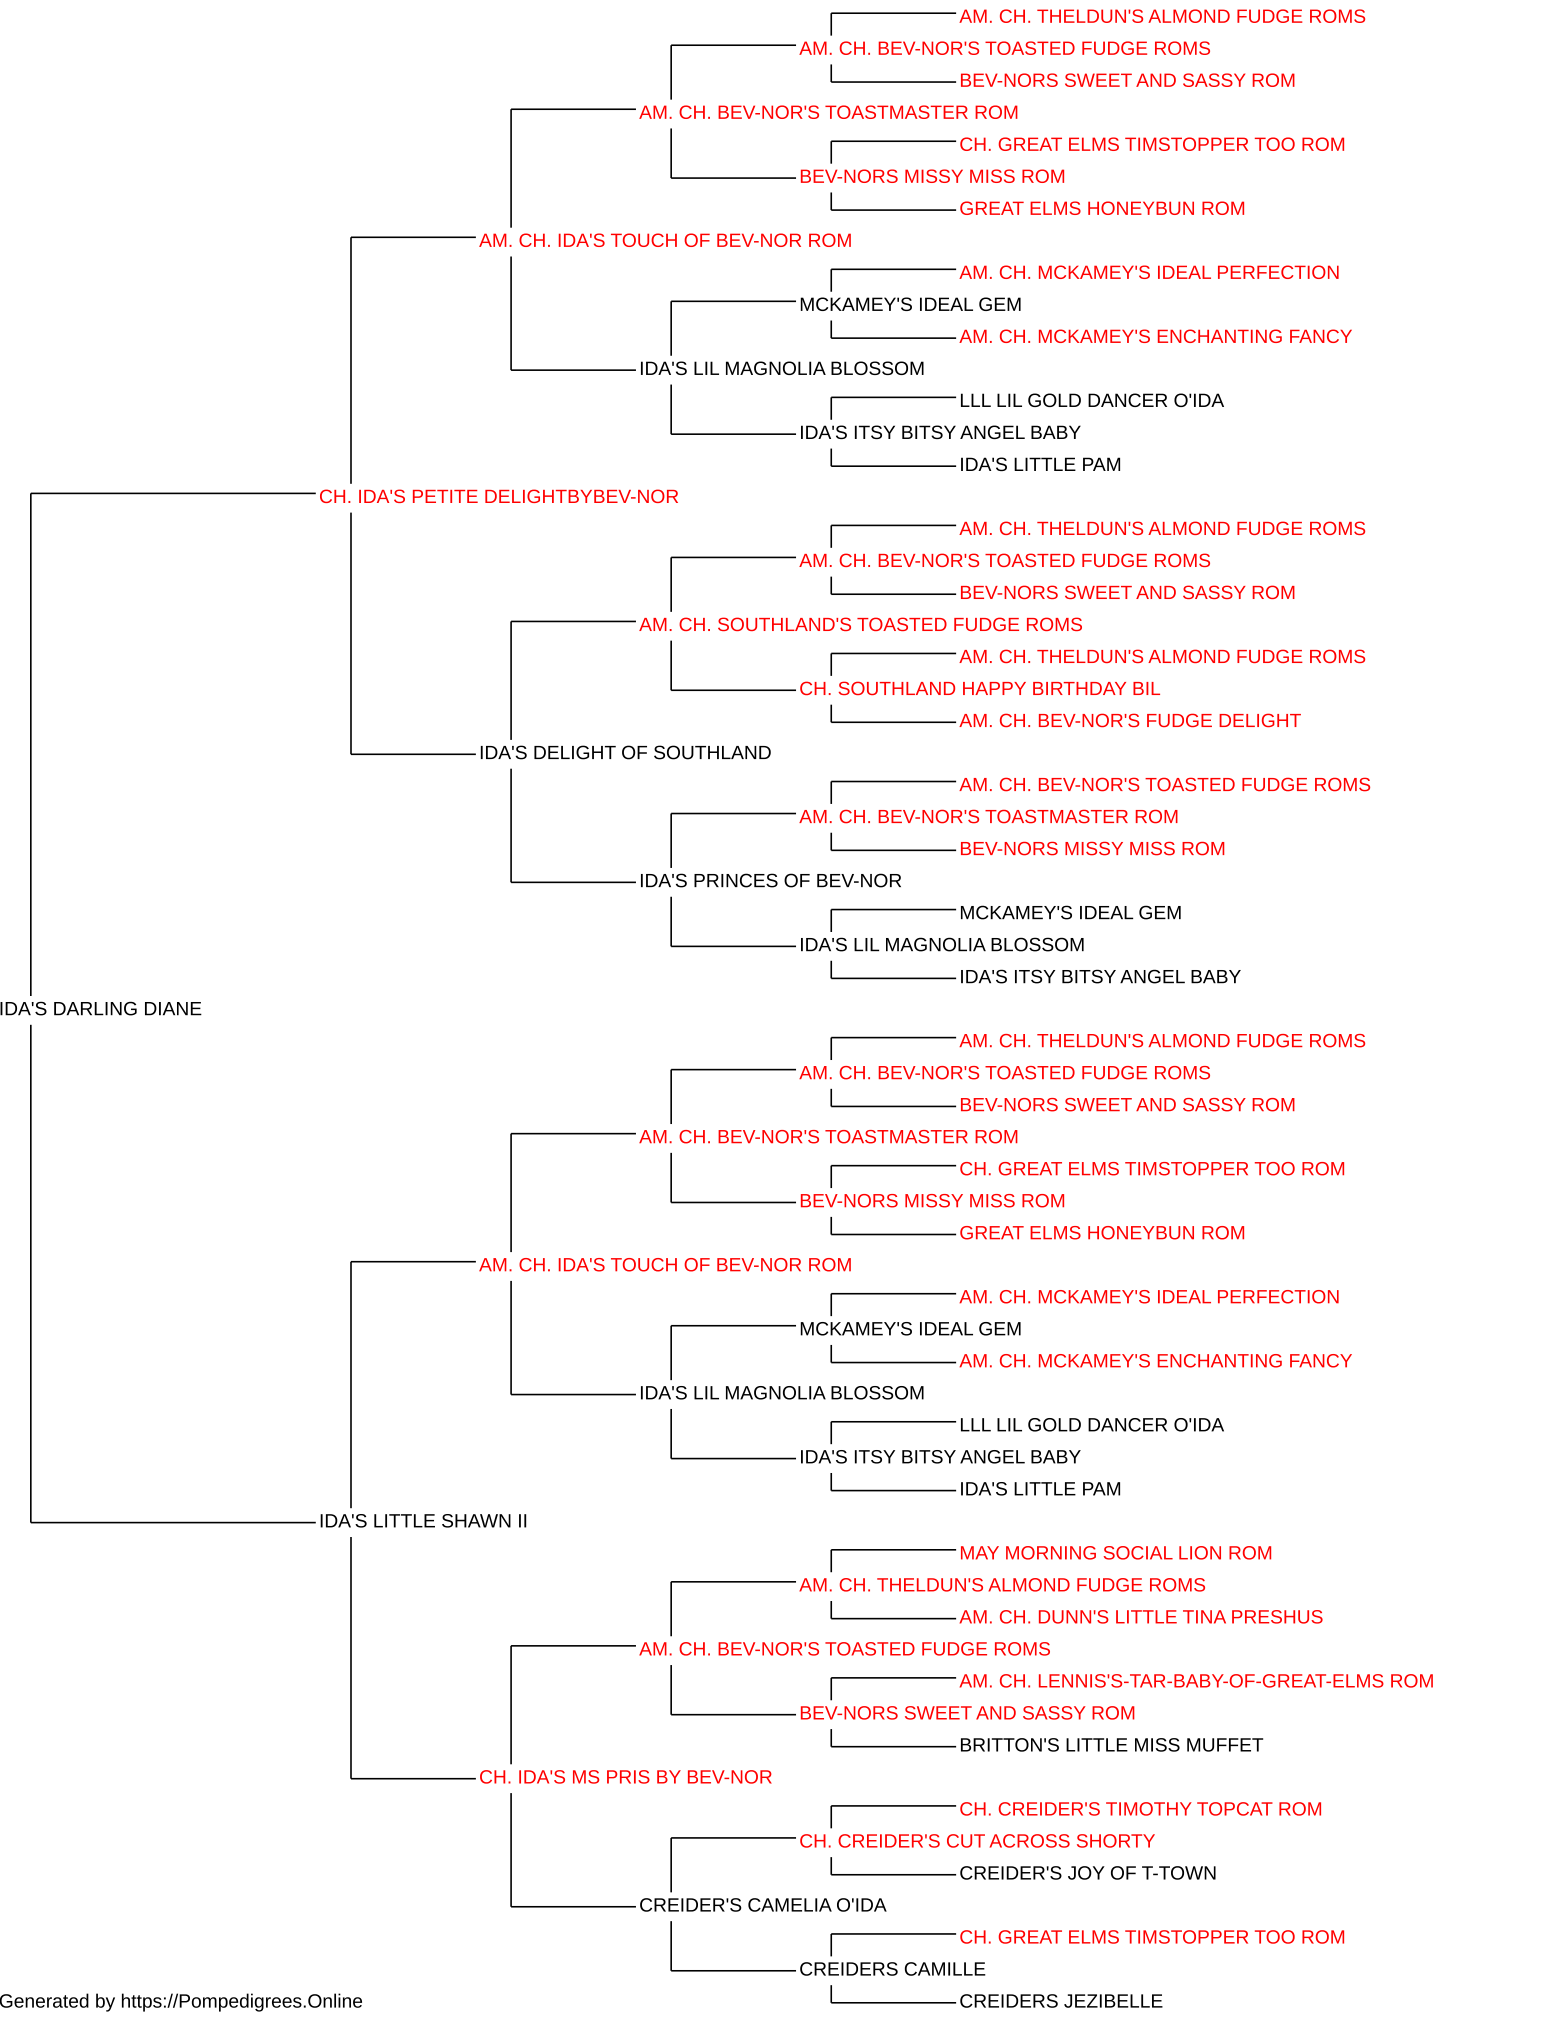 AM. CH. THELDUN'S ALMOND FUDGE ROMS
AM. CH. BEV-NOR'S TOASTED FUDGE ROMS
BEV-NORS SWEET AND SASSY ROM
AM. CH. BEV-NOR'S TOASTMASTER ROM
CH. GREAT ELMS TIMSTOPPER TOO ROM
BEV-NORS MISSY MISS ROM
GREAT ELMS HONEYBUN ROM
AM. CH. IDA'S TOUCH OF BEV-NOR ROM
AM. CH. MCKAMEY'S IDEAL PERFECTION
MCKAMEY'S IDEAL GEM
AM. CH. MCKAMEY'S ENCHANTING FANCY
IDA'S LIL MAGNOLIA BLOSSOM
LLL LIL GOLD DANCER O'IDA
IDA'S ITSY BITSY ANGEL BABY
IDA'S LITTLE PAM
CH. IDA'S PETITE DELIGHTBYBEV-NOR
AM. CH. THELDUN'S ALMOND FUDGE ROMS
AM. CH. BEV-NOR'S TOASTED FUDGE ROMS
BEV-NORS SWEET AND SASSY ROM
AM. CH. SOUTHLAND'S TOASTED FUDGE ROMS
AM. CH. THELDUN'S ALMOND FUDGE ROMS
CH. SOUTHLAND HAPPY BIRTHDAY BIL
AM. CH. BEV-NOR'S FUDGE DELIGHT
IDA'S DELIGHT OF SOUTHLAND
AM. CH. BEV-NOR'S TOASTED FUDGE ROMS
AM. CH. BEV-NOR'S TOASTMASTER ROM
BEV-NORS MISSY MISS ROM
IDA'S PRINCES OF BEV-NOR
MCKAMEY'S IDEAL GEM
IDA'S LIL MAGNOLIA BLOSSOM
IDA'S ITSY BITSY ANGEL BABY
IDA'S DARLING DIANE
AM. CH. THELDUN'S ALMOND FUDGE ROMS
AM. CH. BEV-NOR'S TOASTED FUDGE ROMS
BEV-NORS SWEET AND SASSY ROM
AM. CH. BEV-NOR'S TOASTMASTER ROM
CH. GREAT ELMS TIMSTOPPER TOO ROM
BEV-NORS MISSY MISS ROM
GREAT ELMS HONEYBUN ROM
AM. CH. IDA'S TOUCH OF BEV-NOR ROM
AM. CH. MCKAMEY'S IDEAL PERFECTION
MCKAMEY'S IDEAL GEM
AM. CH. MCKAMEY'S ENCHANTING FANCY
IDA'S LIL MAGNOLIA BLOSSOM
LLL LIL GOLD DANCER O'IDA
IDA'S ITSY BITSY ANGEL BABY
IDA'S LITTLE PAM
IDA'S LITTLE SHAWN II
MAY MORNING SOCIAL LION ROM
AM. CH. THELDUN'S ALMOND FUDGE ROMS
AM. CH. DUNN'S LITTLE TINA PRESHUS
AM. CH. BEV-NOR'S TOASTED FUDGE ROMS
AM. CH. LENNIS'S-TAR-BABY-OF-GREAT-ELMS ROM
BEV-NORS SWEET AND SASSY ROM
BRITTON'S LITTLE MISS MUFFET
CH. IDA'S MS PRIS BY BEV-NOR
CH. CREIDER'S TIMOTHY TOPCAT ROM
CH. CREIDER'S CUT ACROSS SHORTY
CREIDER'S JOY OF T-TOWN
CREIDER'S CAMELIA O'IDA
CH. GREAT ELMS TIMSTOPPER TOO ROM
CREIDERS CAMILLE
CREIDERS JEZIBELLE
Generated by https://Pompedigrees.Online